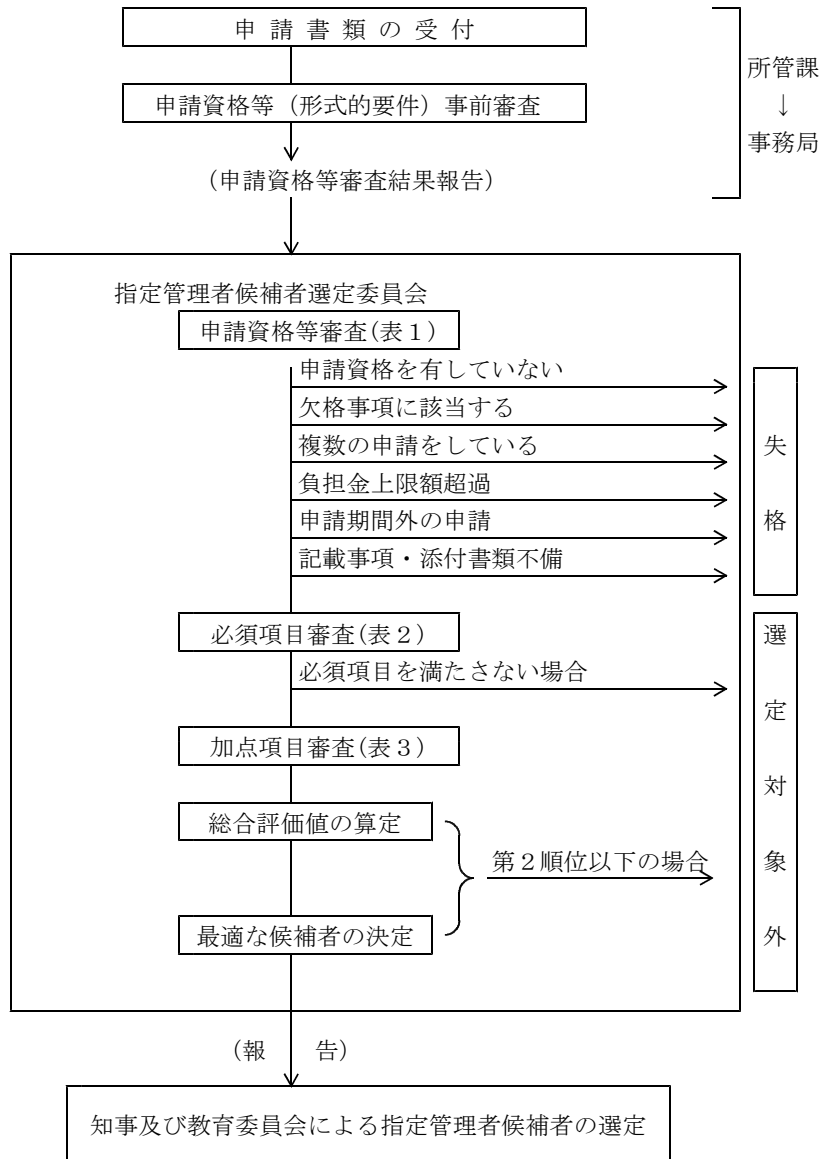 申 請 書 類 の 受 付
申請資格等（形式的要件）事前審査
（申請資格等審査結果報告）
所管課
↓
事務局
指定管理者候補者選定委員会
申請資格等審査(表１)
申請資格を有していない
欠格事項に該当する
複数の申請をしている
負担金上限額超過
申請期間外の申請
記載事項・添付書類不備
失
格
必須項目審査(表２)
必須項目を満たさない場合
加点項目審査(表３)
総合評価値の算定
第２順位以下の場合
最適な候補者の決定
選
定
対
象
外
（報　　告）
知事及び教育委員会による指定管理者候補者の選定